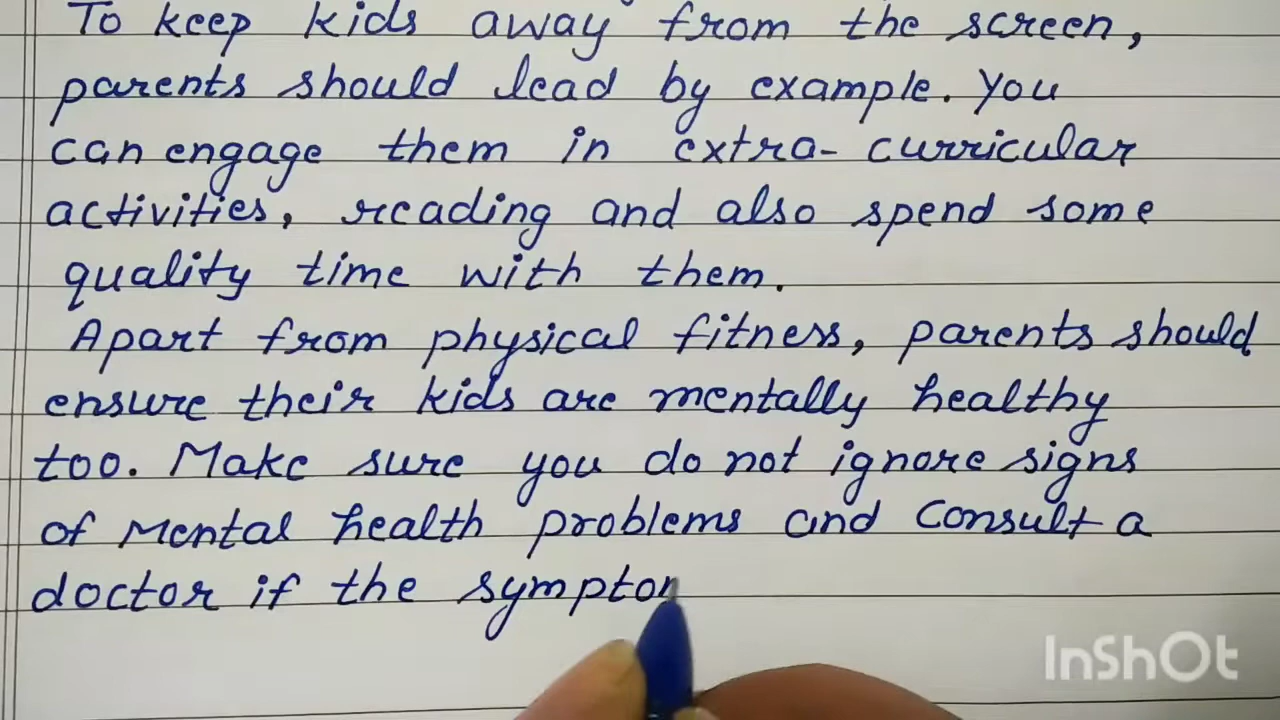 To keep kids away from the screen,
parents should lead by example. You
can engage them in extra-curricular
activities, reading and also spend some
quality time with them.
Apart from physical fitness, parents should
ensure their kids are mentally healthy
too. Make sure you do not ignore signs
of Mental health problems and Consult a
doctor if the symptom
InShOt